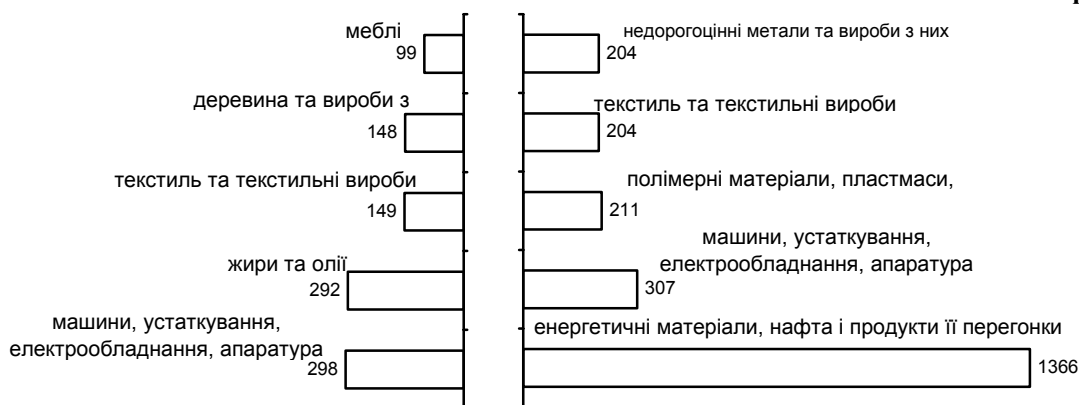 меблі
99
деревина та вироби з
148
текстиль та текстильні вироби
149
жири та олії
292
машини, устаткування,
електрообладнання, апаратура
298
недорогоцінні метали та вироби з них
204
текстиль та текстильні вироби
204
полімерні матеріали, пластмаси,
211
машини, устаткування,
електрообладнання, апаратура
307
енергетичні матеріали, нафта і продукти її перегонки
1366